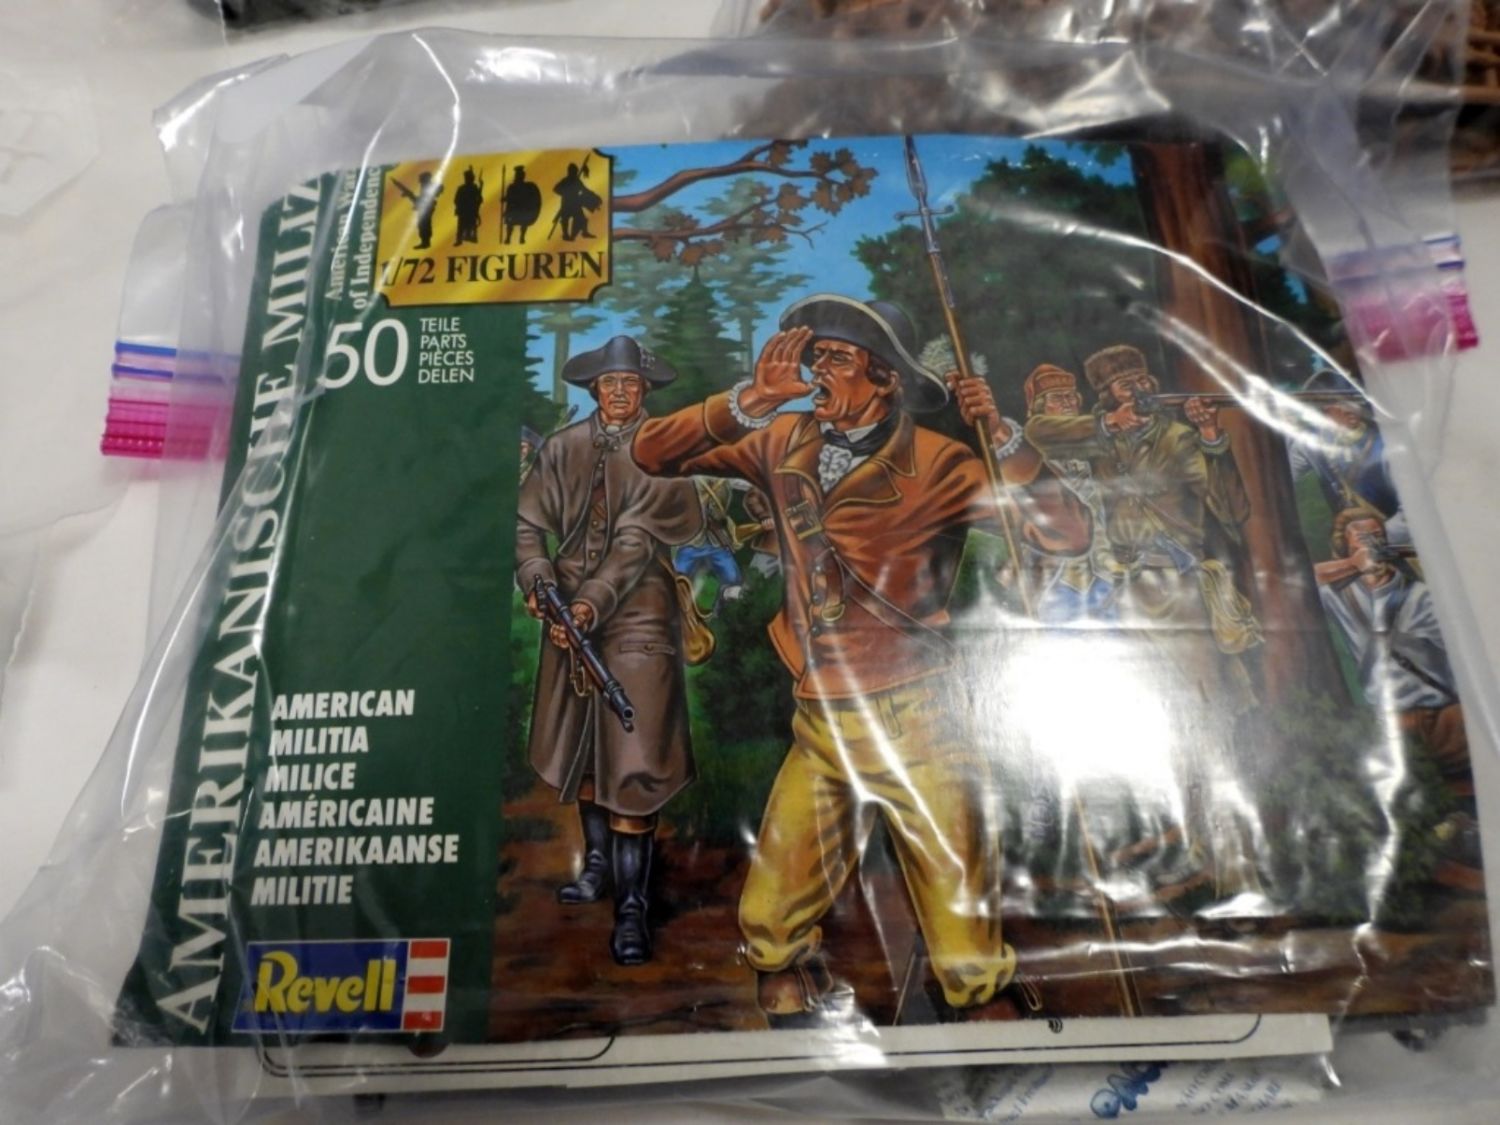 AMERIKANISCHE MILIZ
American War
of Independence
1/72 FIGUREN
50
TEILE
PARTS
PIÈCES
DELEN
AMERICAN
MILITIA
MILICE
AMÉRICAINE
AMERIKAANSE
MILITIE
Revell